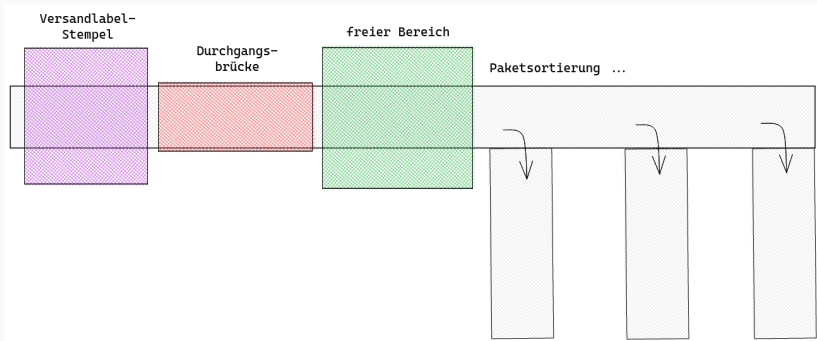 Versandlabel-
Stempel
Durchgangs-
brücke
freier Bereich
Paketsortierung ...